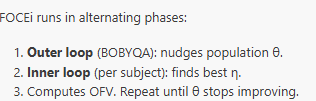 FOCEi runs in alternating phases:
1. Outer loop (BOBYQA): nudges population θ.
2. Inner loop (per subject): finds best η.
3. Computes OFV. Repeat until θ stops improving.